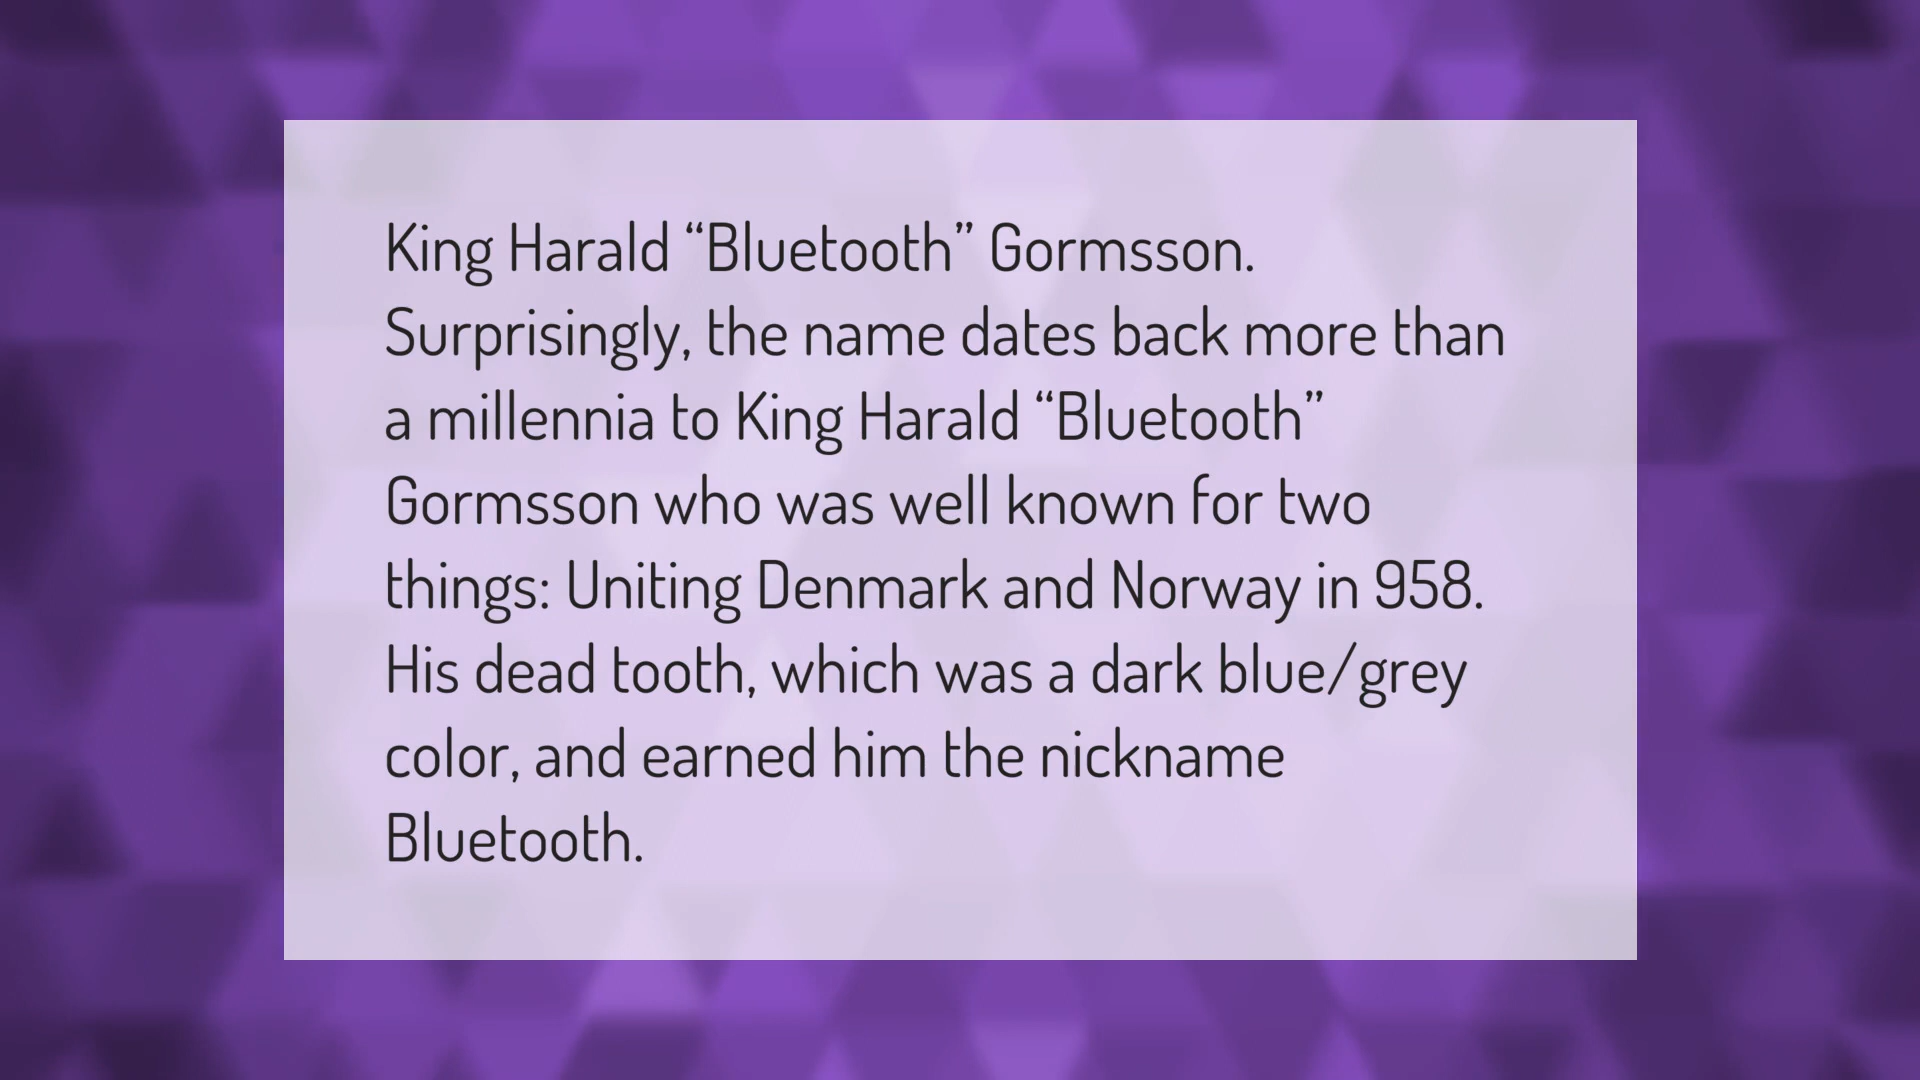 King Harald “Bluetooth” Gormsson.
Surprisingly, the name dates back more than
a millennia to King Harald “Bluetooth”
Gormsson who was well known for two
things: Uniting Denmark and Norway in 958.
His dead tooth, which was a dark blue/grey
color, and earned him the nickname
Bluetooth.